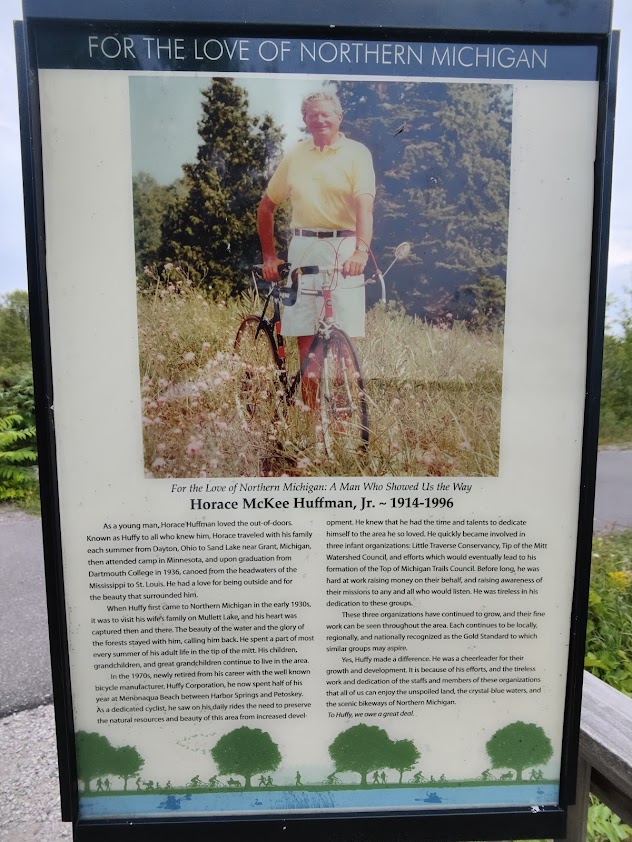 FOR THE LOVE OF NORTHERN MICHIGAN
For the Love of Northern Michigan: A Man Who Showed Us the Way
Horace McKee Huffman, Jr. ~ 1914-1996
As a young man, Horace Huffman loved the out-of-doors.
Known as Huffy to all who knew him, Horace traveled with his family
each summer from Dayton, Ohio to Sand Lake near Grant, Michigan,
then attended camp in Minnesota, and upon graduation from
Dartmouth College in 1936, canoed from the headwaters of the
Mississippi to St. Louis. He had a love for being outside and for
the beauty that surrounded him.
When Huffy first came to Northern Michigan in the early 1930s,
it was to visit his wife's family on Mullett Lake, and his heart was
captured then and there. The beauty of the water and the glory of
the forests stayed with him, calling him back. He spent a part of most
every summer of his adult life in the tip of the mitt. His children,
grandchildren, and great grandchildren continue to live in the area.
In the 1970s, newly retired from his career with the well known
bicycle manufacturer, Huffy Corporation, he now spent half of his
year at Menonaqua Beach between Harbor Springs and Petoskey.
As a dedicated cyclist, he saw on his daily rides the need to preserve
the natural resources and beauty of this area from increased devel-
opment. He knew that he had the time and talents to dedicate
himself to the area he so loved. He quickly became involved in
three infant organizations: Little Traverse Conservancy, Tip of the Mitt
Watershed Council, and efforts which would eventually lead to his
formation of the Top of Michigan Trails Council. Before long, he was
hard at work raising money on their behalf, and raising awareness of
their missions to any and all who would listen. He was tireless in his
dedication to these groups.
These three organizations have continued to grow, and their fine
work can be seen throughout the area. Each continues to be locally,
regionally, and nationally recognized as the Gold Standard to which
similar groups may aspire.
Yes, Huffy made a difference. He was a cheerleader for their
growth and development. It is because of his efforts, and the tireless
work and dedication of the staffs and members of these organizations
that all of us can enjoy the unspoiled land, the crystal-blue waters, and
the scenic bikeways of Northern Michigan.
To Huffy, we owe a great deal.